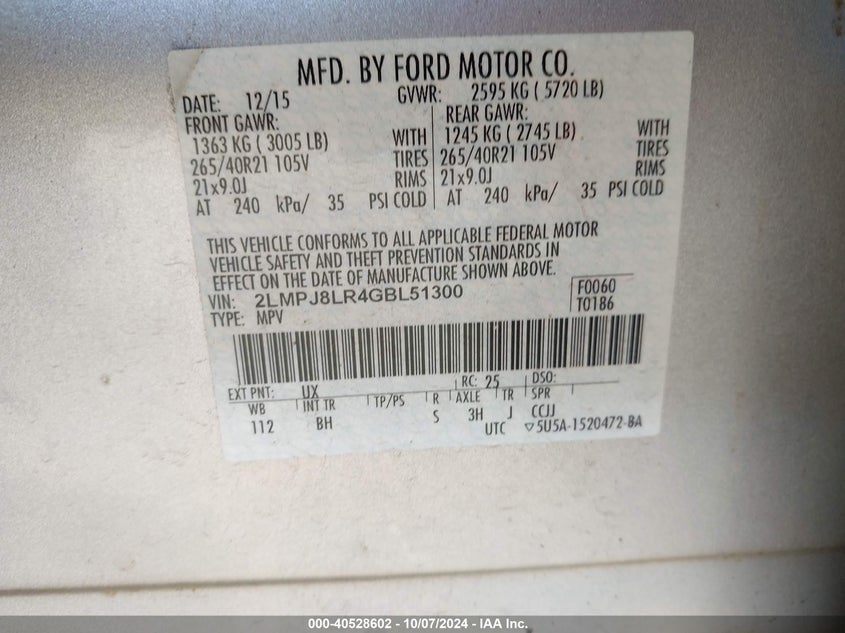 MFD. BY FORD MOTOR CO.
DATE: 12/15 GVWR: 2595 KG ( 5720 LB)
FRONT GAWR: REAR GAWR:
1363 KG ( 3005 LB) WITH 1245 KG ( 2745 LB) WITH
265/40R21 105V TIRES 265/40R21 105V TIRES
21x9.0J RIMS 21x9.0J RIMS
AT 240 kPa/ 35 PSI COLD AT 240 kPa/ 35 PSI COLD
THIS VEHICLE CONFORMS TO ALL APPLICABLE FEDERAL MOTOR
VEHICLE SAFETY AND THEFT PREVENTION STANDARDS IN
EFFECT ON THE DATE OF MANUFACTURE SHOWN ABOVE.
VIN: 2LMPJ8LR4GBL51300 F0060
TYPE: MPV T0186
EXT PNT: UX RC: 25 DSO:
WB INT TR TP/PS R AXLE TR SPR
112 BH S 3H J CCJJ
UTC ▽5U5A-1520472-BA
000-40528602 - 10/07/2024 - IAA Inc.